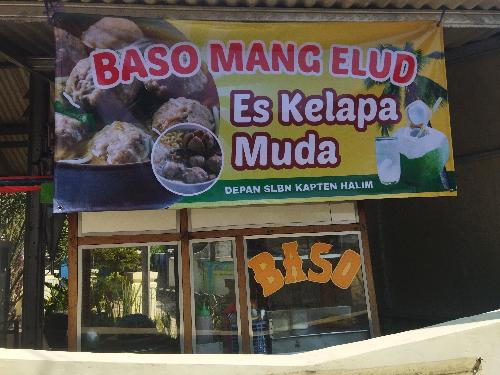 BASO MANG ELUD
Es Kelapa
Muda
DEPAN SLBN KAPTEN HALIM
BASO